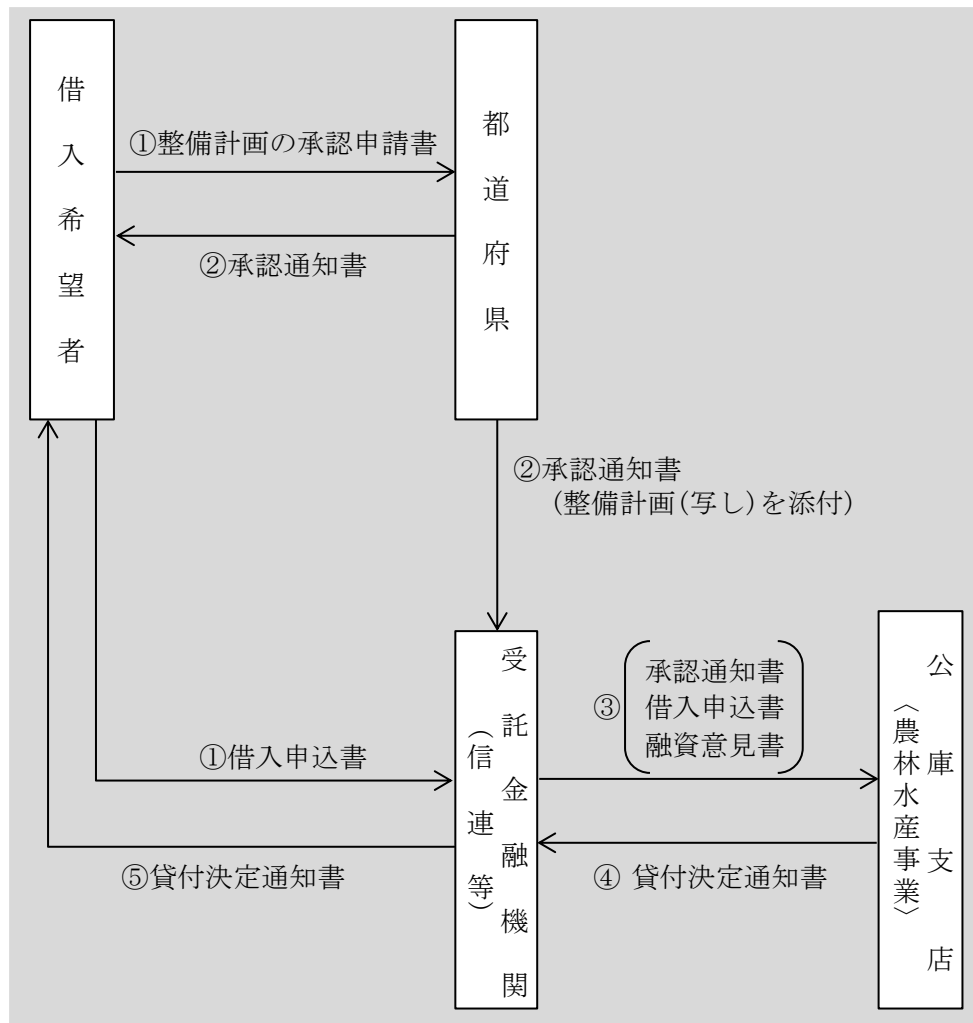 借入希望者
①整備計画の承認申請書
都道府県
②承認通知書
②承認通知書
(整備計画(写し)を添付)
①借入申込書
受託金融機関
(信連等)
③
承認通知書
借入申込書
融資意見書
公庫支店
〈農林水産事業〉
④ 貸付決定通知書
⑤貸付決定通知書